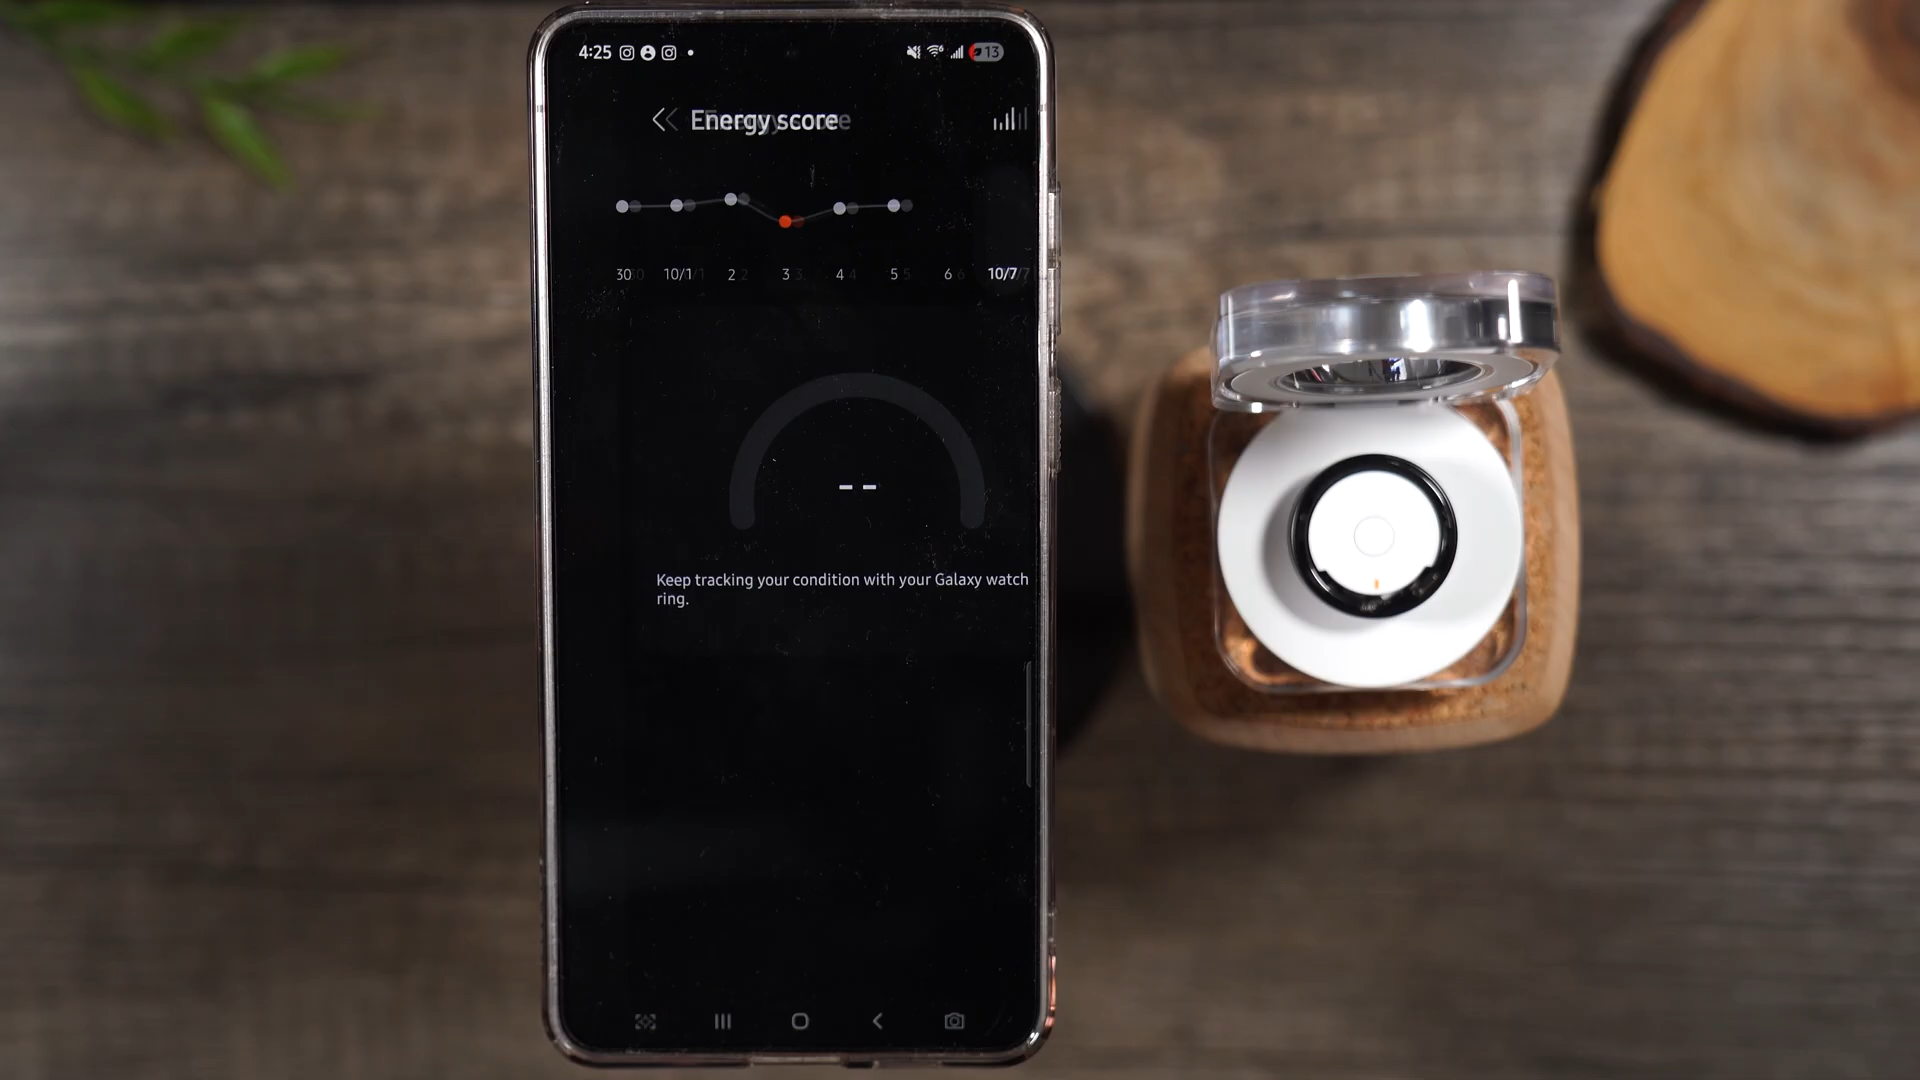 4:25 13
Energy score
30 10/1 2 3 4 5 6 10/7
--
Keep tracking your condition with your Galaxy watch
ring.